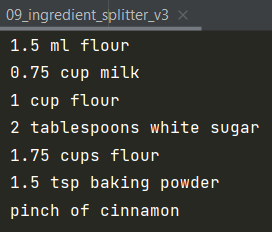 09_ingredient_splitter_v3
1.5 ml flour
0.75 cup milk
1 cup flour
2 tablespoons white sugar
1.75 cups flour
1.5 tsp baking powder
pinch of cinnamon